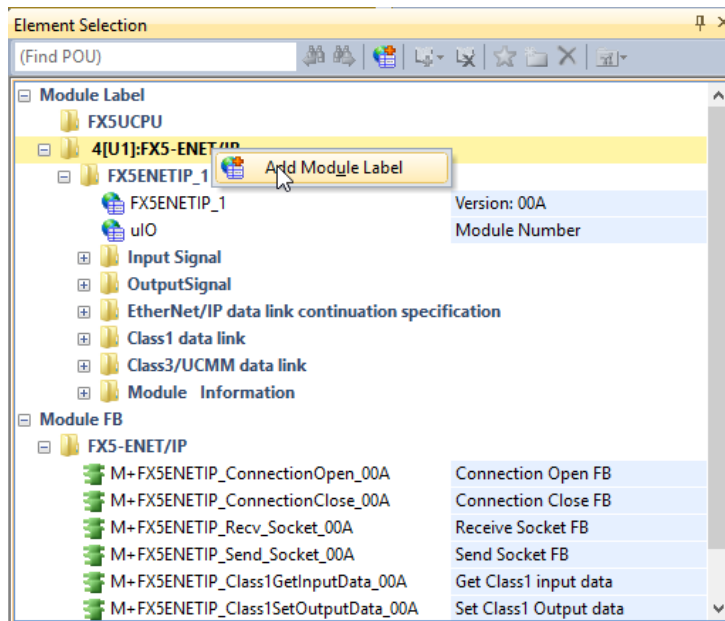 Element Selection
(Find POU)
Module Label
FX5UCPU
4[U1]:FX5-ENET/IP
Add Module Label
FX5ENETIP_1
FX5ENETIP_1 Version: 00A
uIO Module Number
Input Signal
OutputSignal
EtherNet/IP data link continuation specification
Class1 data link
Class3/UCMM data link
Module Information
Module FB
FX5-ENET/IP
M+FX5ENETIP_ConnectionOpen_00A Connection Open FB
M+FX5ENETIP_ConnectionClose_00A Connection Close FB
M+FX5ENETIP_Recv_Socket_00A Receive Socket FB
M+FX5ENETIP_Send_Socket_00A Send Socket FB
M+FX5ENETIP_Class1GetInputData_00A Get Class1 input data
M+FX5ENETIP_Class1SetOutputData_00A Set Class1 Output data